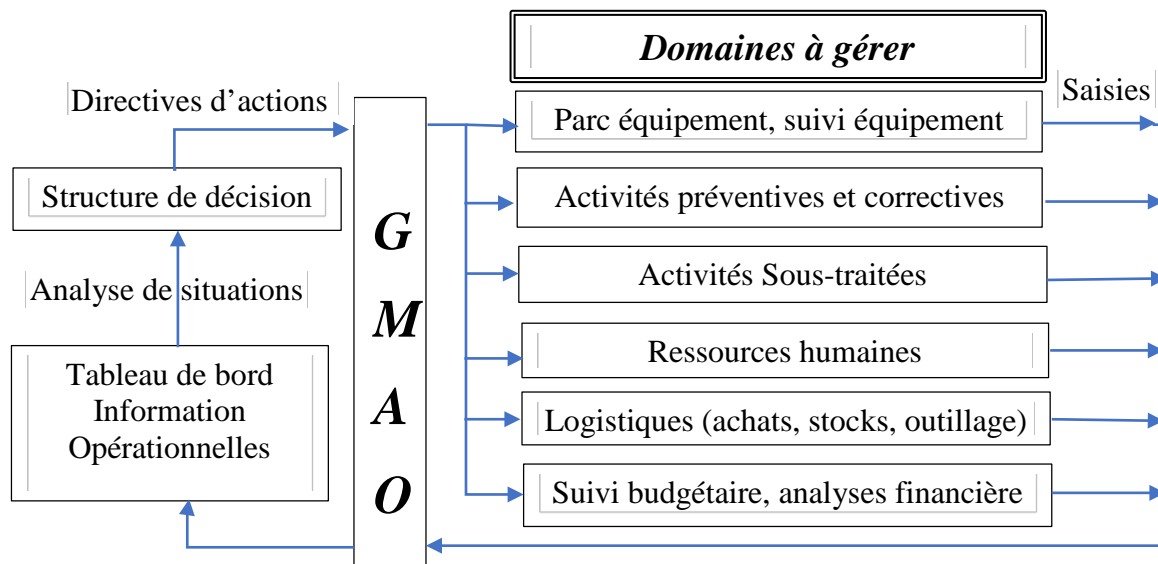 Domaines à gérer
Directives d’actions
Saisies
Parc équipement, suivi équipement
Structure de décision
Activités préventives et correctives
G
M
A
O
Analyse de situations
Activités Sous-traitées
Tableau de bord
Information
Opérationnelles
Ressources humaines
Logistiques (achats, stocks, outillage)
Suivi budgétaire, analyses financière